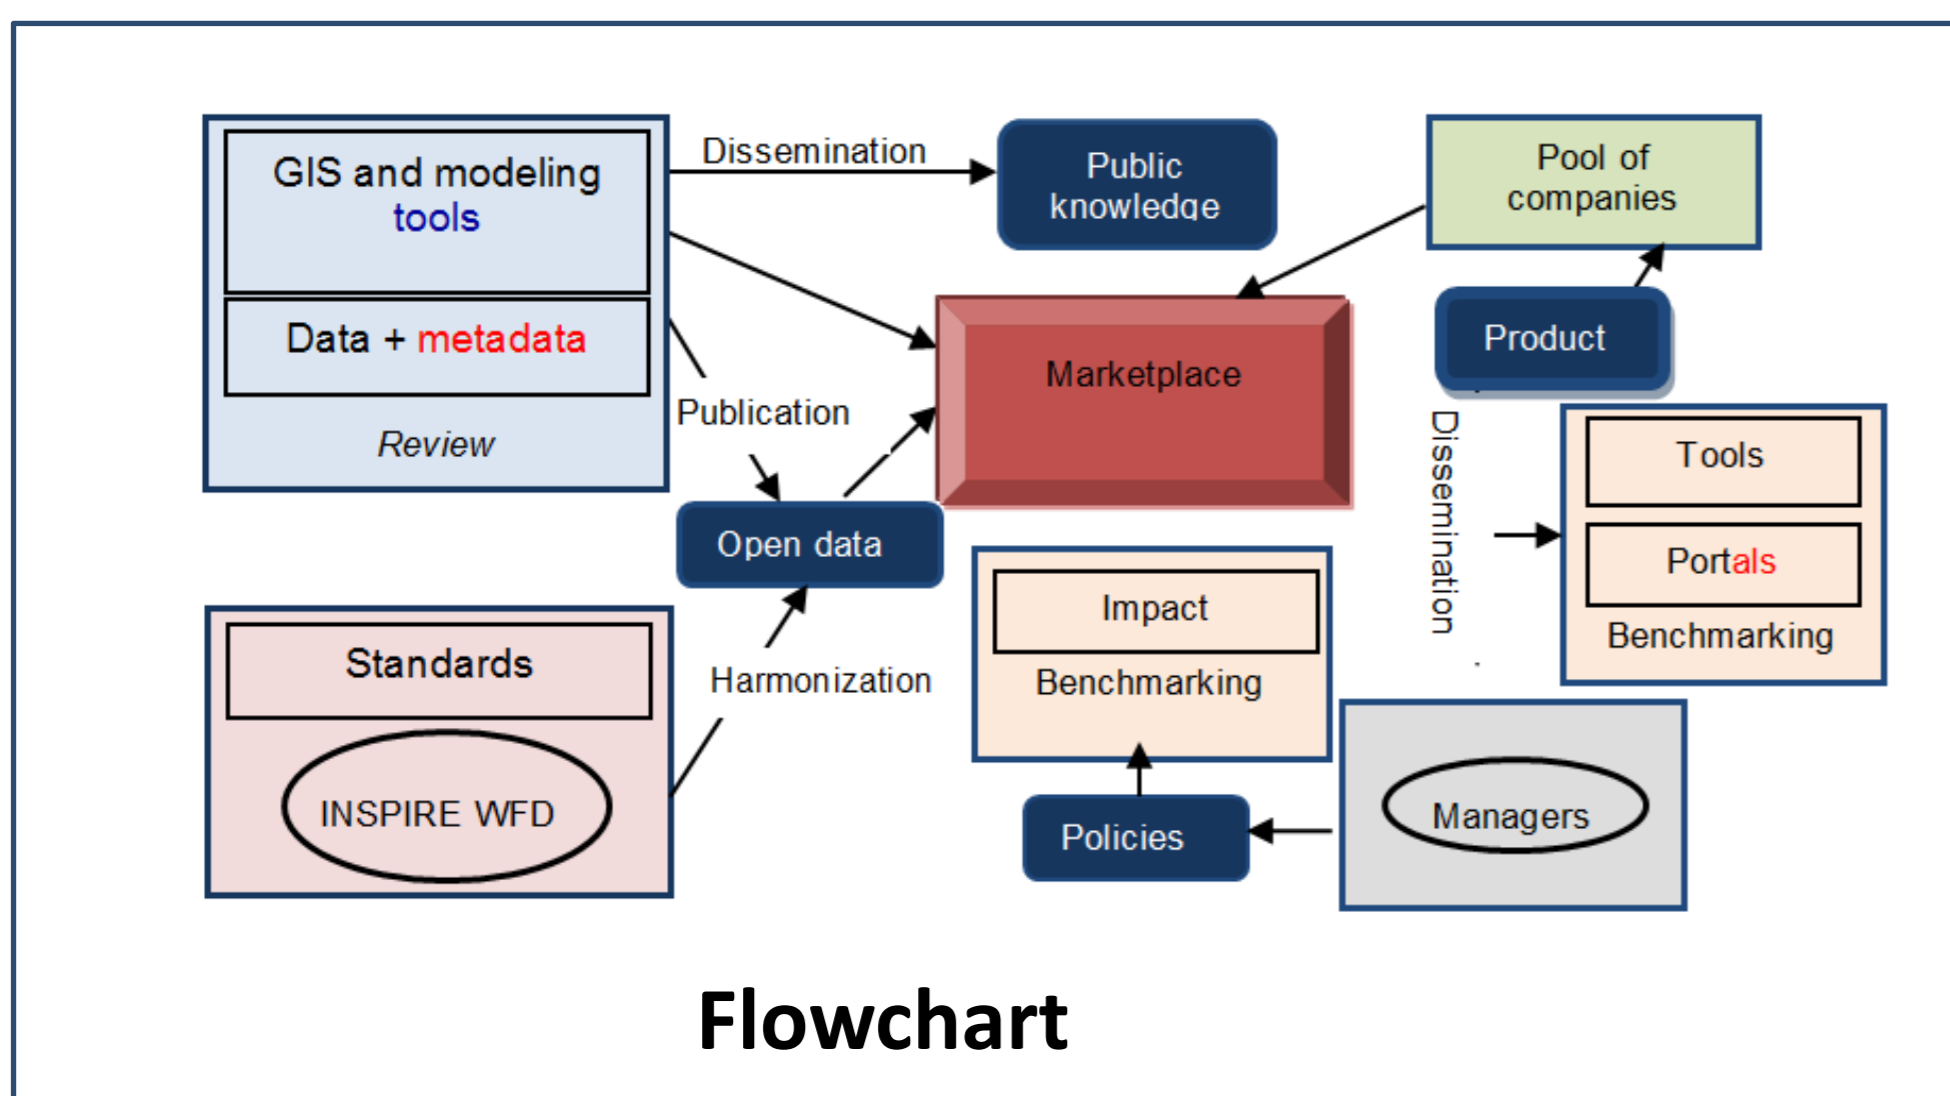 GIS and modeling
tools
Data + metadata
Review
Dissemination
Public
knowledge
Pool of
companies
Marketplace
Product
Publication
Open data
Dissemination
Tools
Portals
Benchmarking
Standards
INSPIRE WFD
Harmonization
Impact
Benchmarking
Policies
Managers
Flowchart